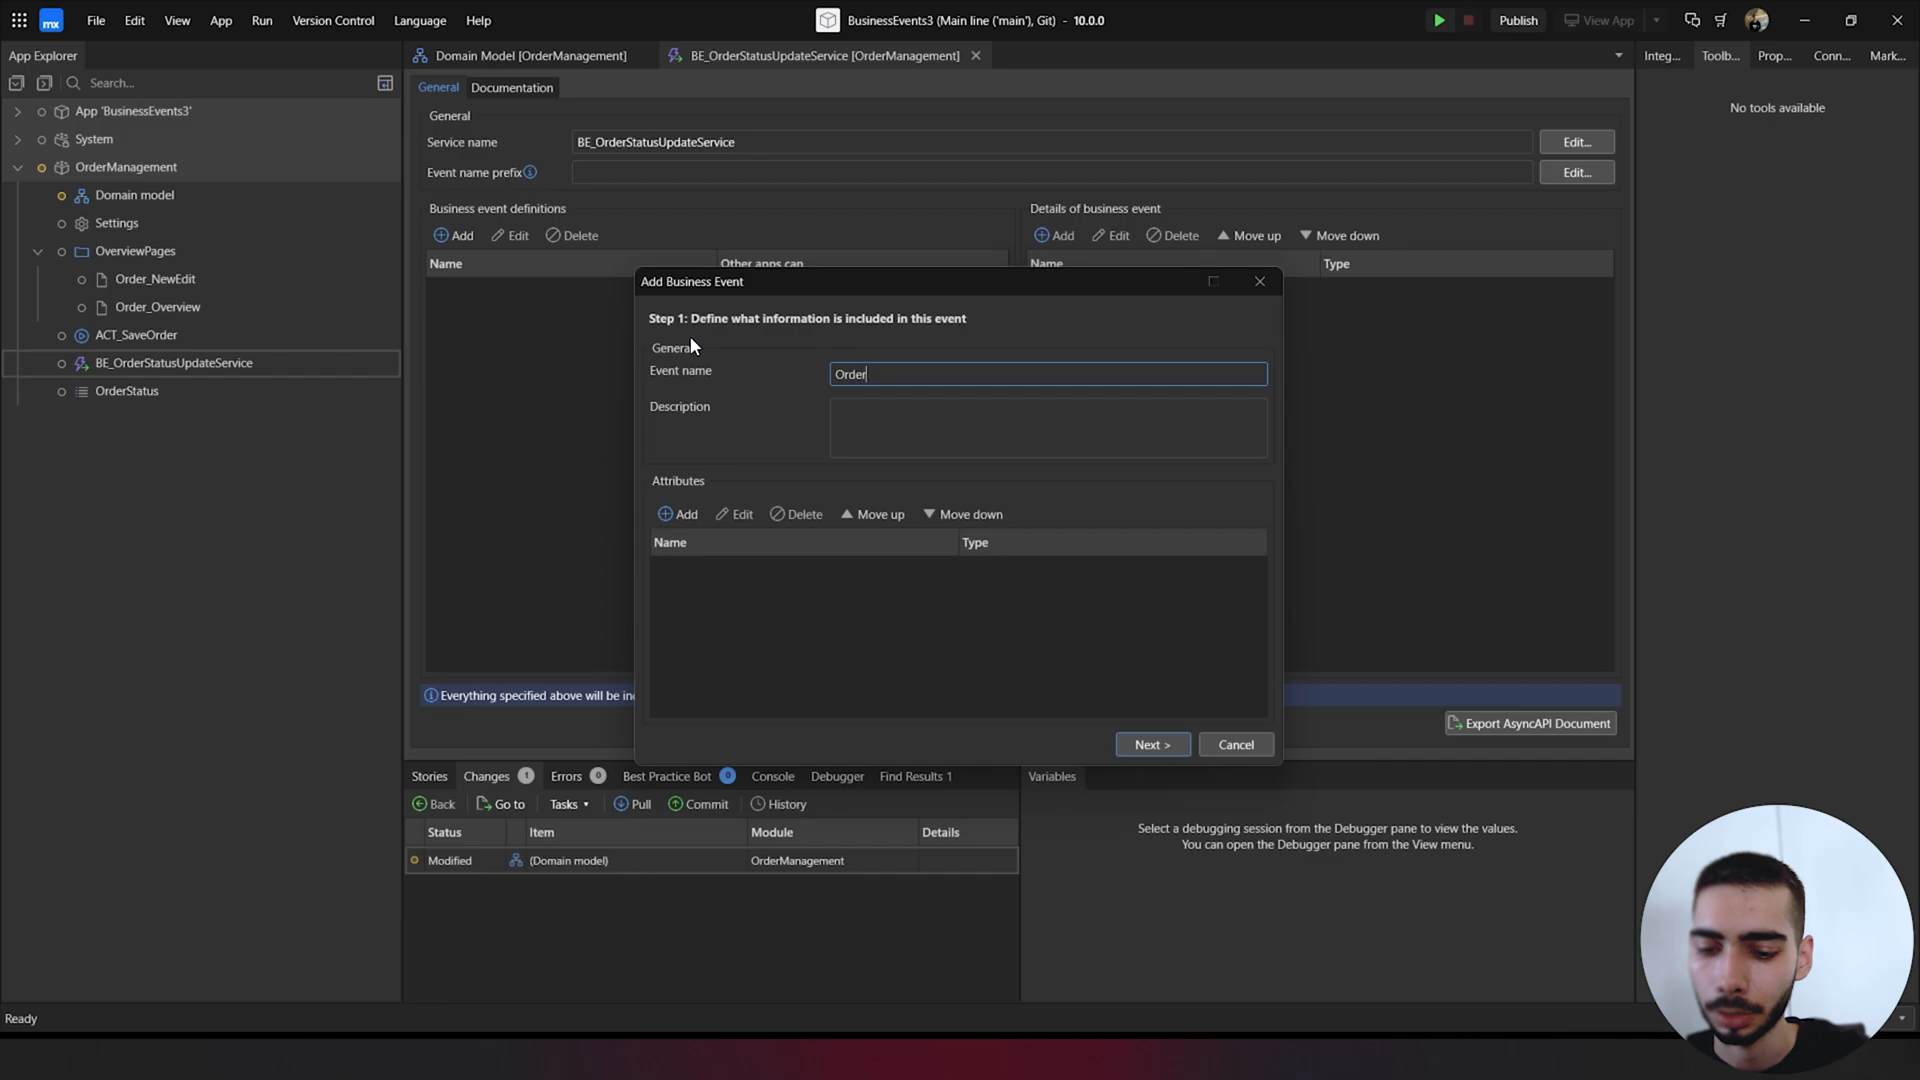 mx File Edit View App Run Version Control Language Help BusinessEvents3 (Main line ('main'), Git) - 10.0.0 Publish View App
App Explorer
Domain Model [OrderManagement] BE_OrderStatusUpdateService [OrderManagement]
Integ... Toolb... Prop... Conn... Mark...
Search...
General Documentation
No tools available
App 'BusinessEvents3'
System
OrderManagement
Domain model
Settings
OverviewPages
Order_NewEdit
Order_Overview
ACT_SaveOrder
BE_OrderStatusUpdateService
OrderStatus
General
Service name BE_OrderStatusUpdateService Edit...
Event name prefix Edit...
Business event definitions
Add Edit Delete
Name Other apps can
Details of business event
Add Edit Delete Move up Move down
Name Type
Add Business Event
Step 1: Define what information is included in this event
General
Event name Order
Description
Attributes
Add Edit Delete Move up Move down
Name Type
Next > Cancel
Everything specified above will be in
Export AsyncAPI Document
Stories Changes 1 Errors 0 Best Practice Bot 0 Console Debugger Find Results 1
Back Go to Tasks Pull Commit History
Status Item Module Details
Modified (Domain model) OrderManagement
Variables
Select a debugging session from the Debugger pane to view the values.
You can open the Debugger pane from the View menu.
Ready